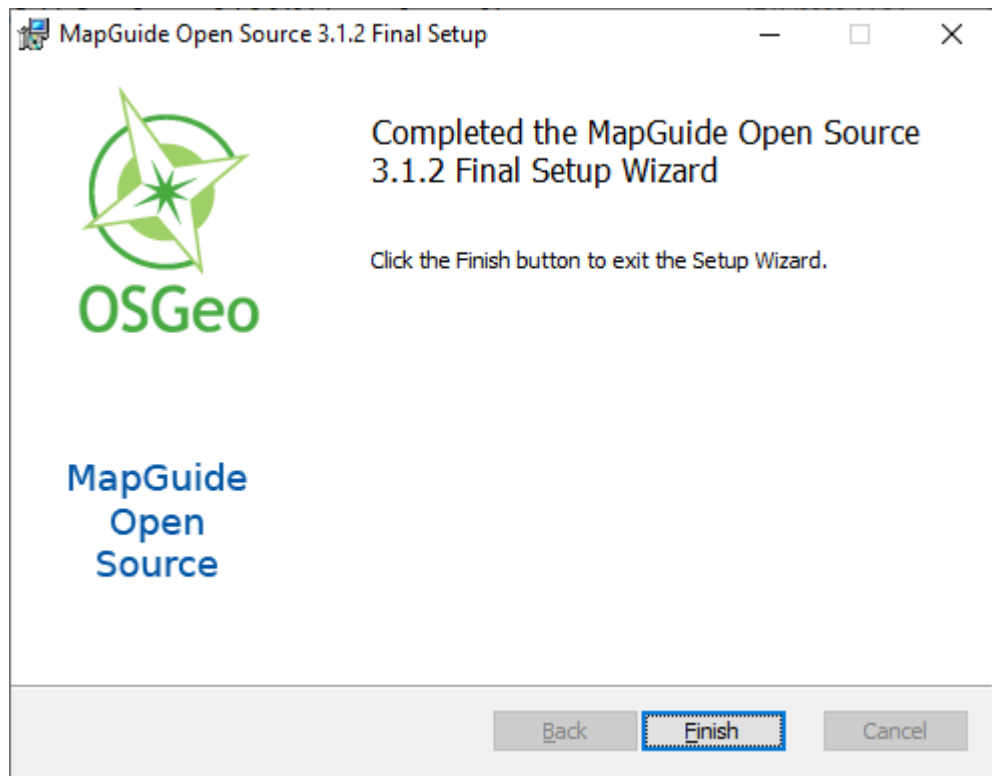 MapGuide Open Source 3.1.2 Final Setup
Completed the MapGuide Open Source
3.1.2 Final Setup Wizard
Click the Finish button to exit the Setup Wizard.
OSGeo
MapGuide
Open
Source
Back
Finish
Cancel